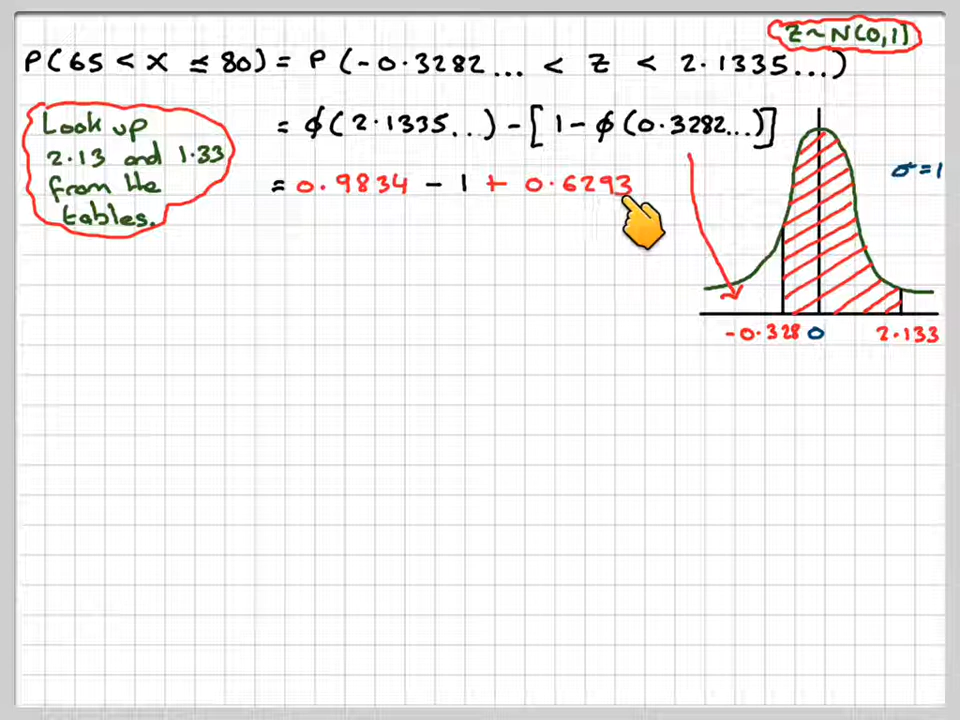 Z~N(0,1)
P(65 < X ≤ 80) = P (-0.3282... < Z < 2.1335...)
= φ(2.1335...) - [1 - φ(0.3282...)]
Look up
2.13 and 1.33
from the
tables.
= 0.9834 - 1 + 0.6293
σ=1
-0.328 0 2.133